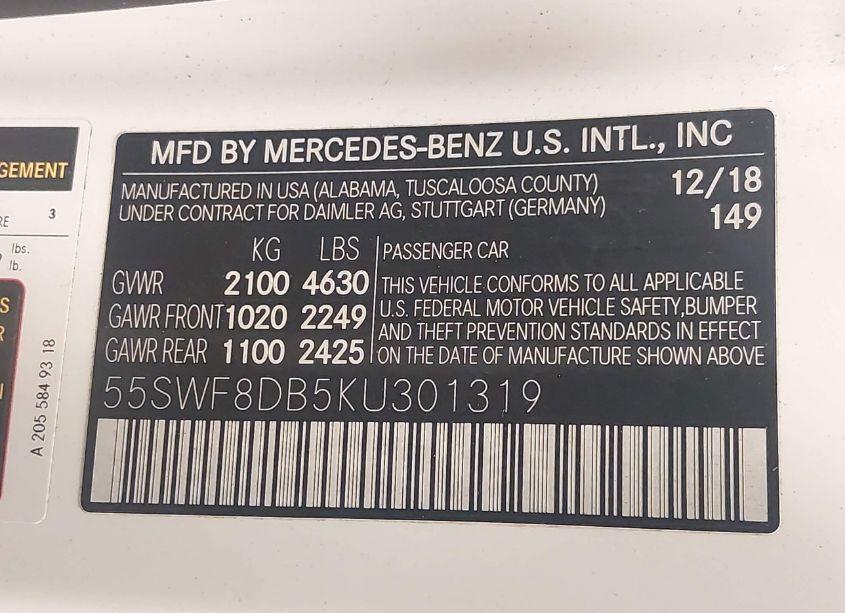 MFD BY MERCEDES-BENZ U.S. INTL., INC
MANUFACTURED IN USA (ALABAMA, TUSCALOOSA COUNTY) 12/18
UNDER CONTRACT FOR DAIMLER AG, STUTTGART (GERMANY) 149
KG LBS PASSENGER CAR
GVWR 2100 4630 THIS VEHICLE CONFORMS TO ALL APPLICABLE
U.S. FEDERAL MOTOR VEHICLE SAFETY,BUMPER
GAWR FRONT 1020 2249 AND THEFT PREVENTION STANDARDS IN EFFECT
GAWR REAR 1100 2425 ON THE DATE OF MANUFACTURE SHOWN ABOVE
55SWF8DB5KU301319
GEMENT
RE 3
lbs.
lb.
S
R
A 205 584 93 18